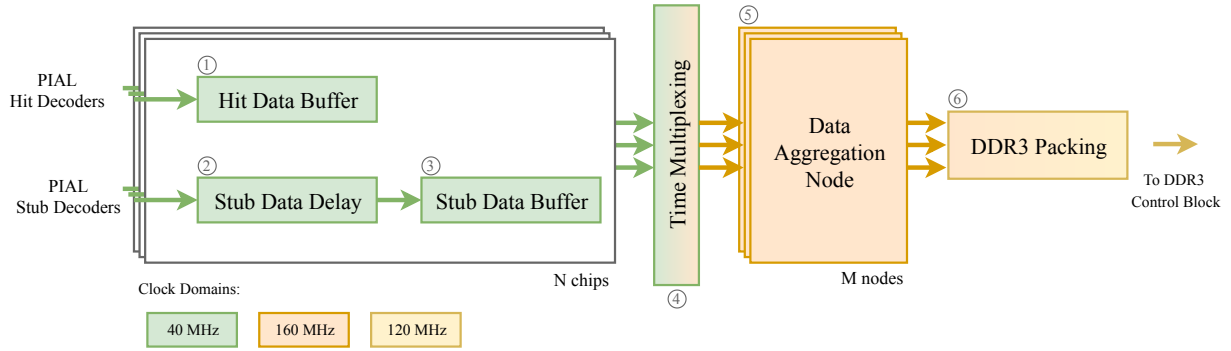 ①
PIAL
Hit Decoders
Hit Data Buffer
②
③
PIAL
Stub Decoders
Stub Data Delay
Stub Data Buffer
N chips
Time Multiplexing
④
⑤
Data
Aggregation
Node
M nodes
⑥
DDR3 Packing
To DDR3
Control Block
Clock Domains:
40 MHz
160 MHz
120 MHz